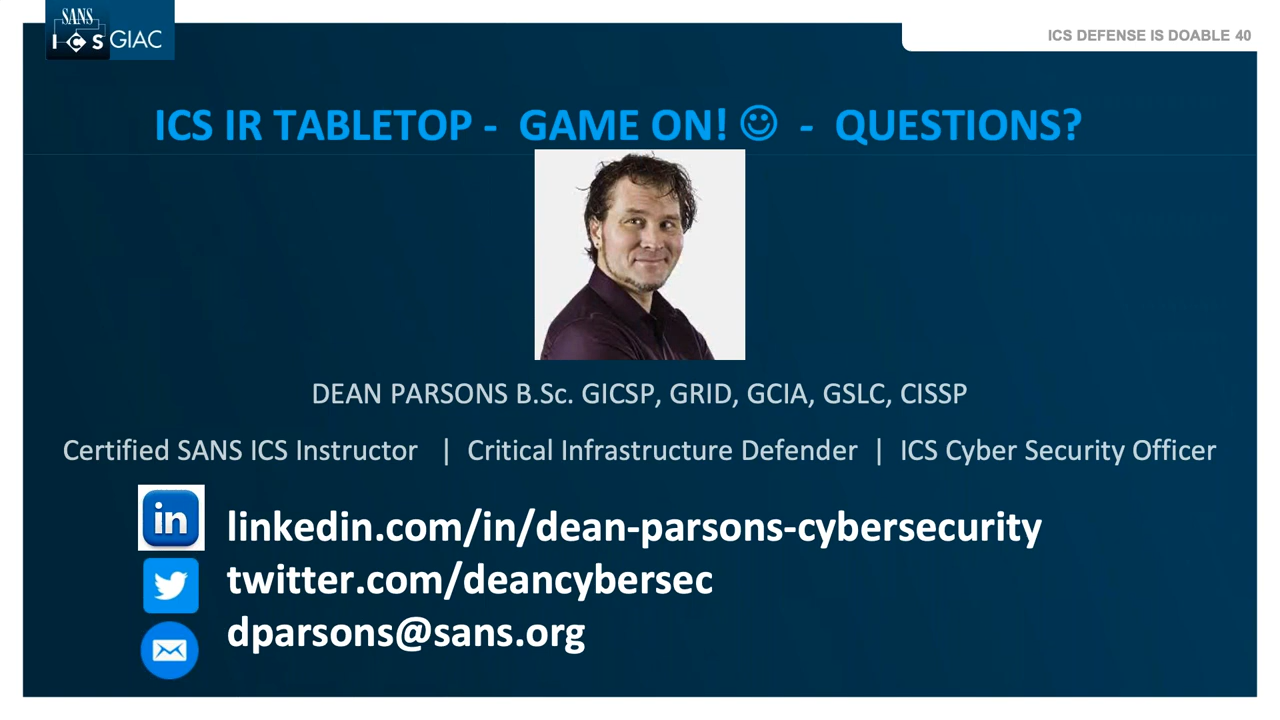 SANS
ICS GIAC
ICS DEFENSE IS DOABLE 40
ICS IR TABLETOP - GAME ON! ☺ - QUESTIONS?
DEAN PARSONS B.Sc. GICSP, GRID, GCIA, GSLC, CISSP
Certified SANS ICS Instructor | Critical Infrastructure Defender | ICS Cyber Security Officer
in
linkedin.com/in/dean-parsons-cybersecurity
twitter.com/deancybersec
dparsons@sans.org